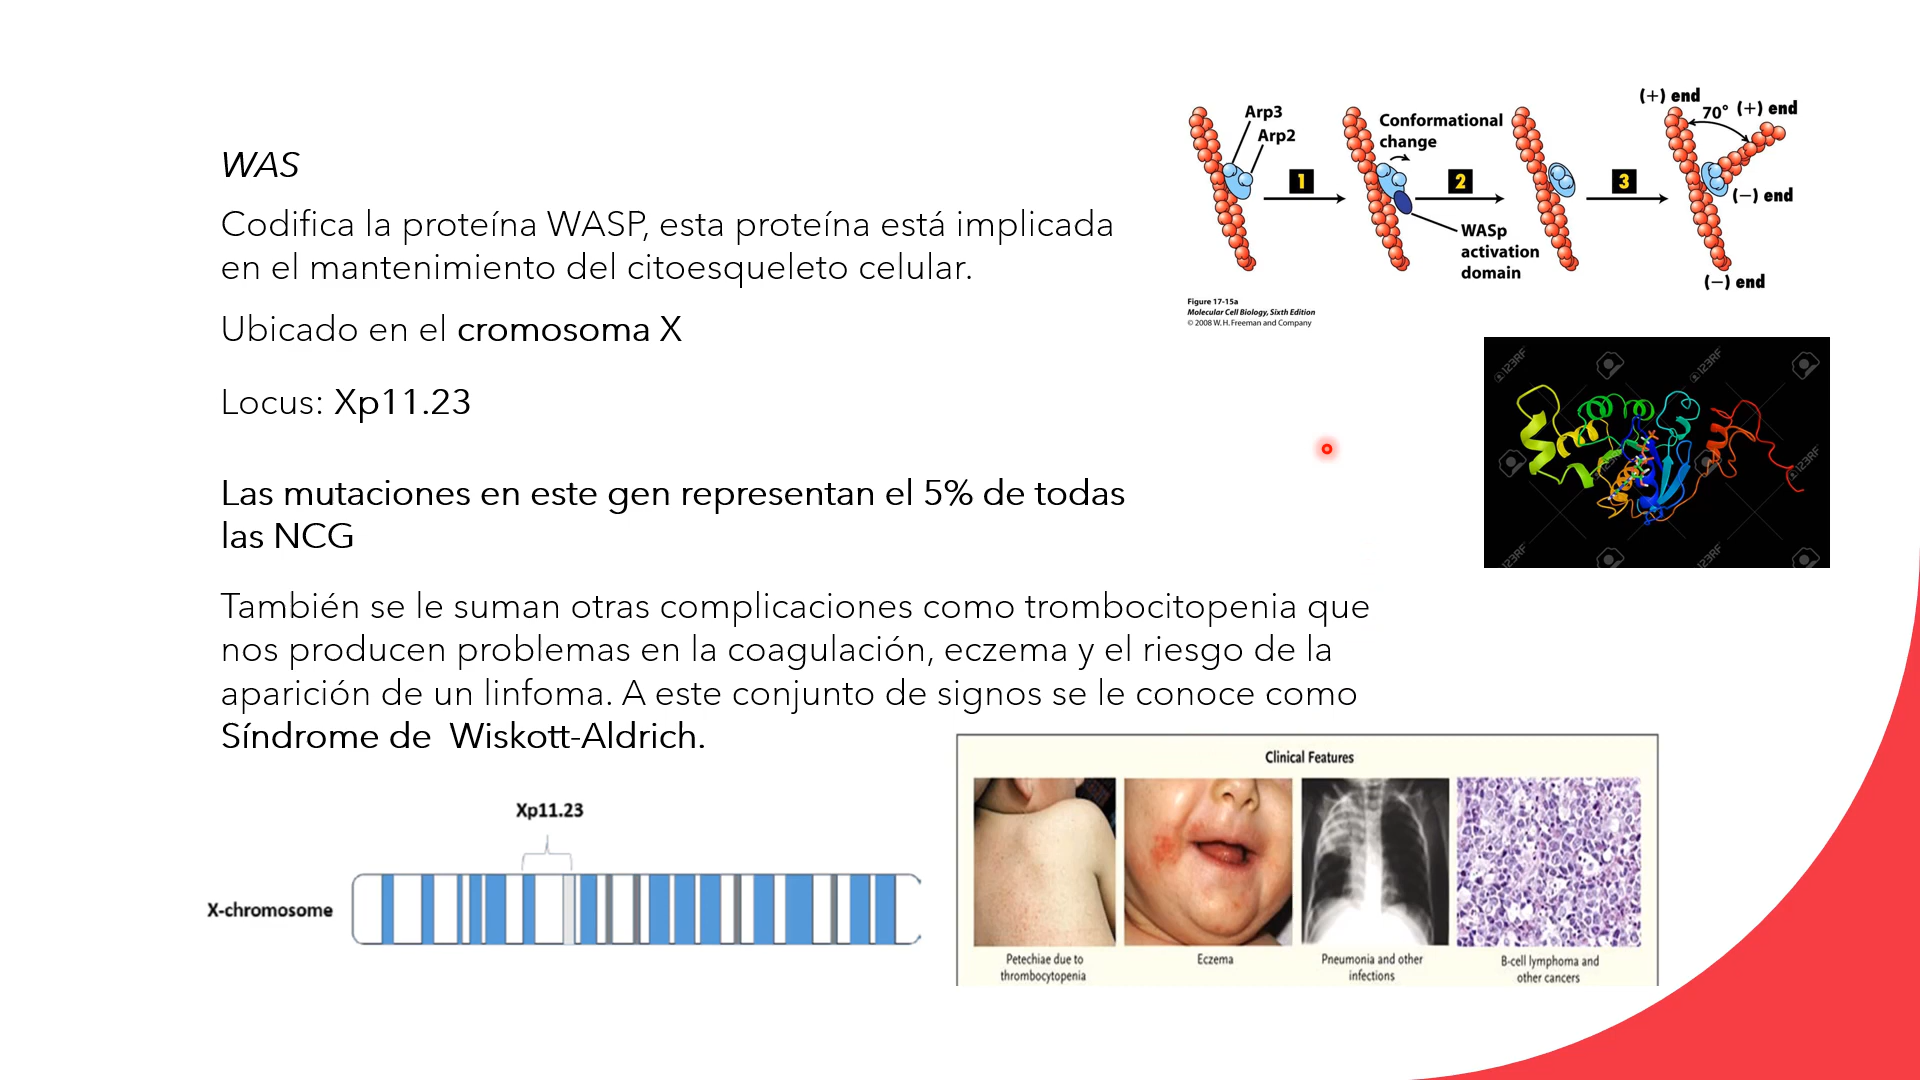 WAS
Codifica la proteína WASP, esta proteína está implicada
en el mantenimiento del citoesqueleto celular.
Ubicado en el cromosoma X
Locus: Xp11.23
Las mutaciones en este gen representan el 5% de todas
las NCG
También se le suman otras complicaciones como trombocitopenia que
nos producen problemas en la coagulación, eczema y el riesgo de la
aparición de un linfoma. A este conjunto de signos se le conoce como
Síndrome de Wiskott-Aldrich.
Arp3
Arp2
1
Conformational
change
2
WASp
activation
domain
3
(+) end
70°
(+) end
(−) end
(−) end
Figure 17-15a
Molecular Cell Biology, Sixth Edition
© 2008 W. H. Freeman and Company
123RF
123RF
123RF
123RF
123RF
123RF
Xp11.23
X-chromosome
Clinical Features
Petechiae due to
thrombocytopenia
Eczema
Pneumonia and other
infections
B-cell lymphoma and
other cancers